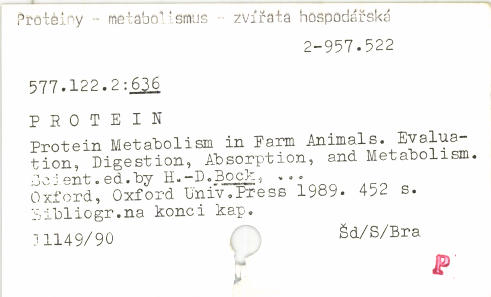 Proteiny - metabolismus - zvířata hospodářská
2-957.522
577.122.2:636
P R O T E I N
Protein Metabolism in Farm Animals. Evalua-
tion, Digestion, Absorption, and Metabolism.
Scient.ed.by H.-D.Bock, ...
Oxford, Oxford Univ.Press 1989. 452 s.
Bibliogr.na konci kap.
11149/90
Šd/S/Bra
P